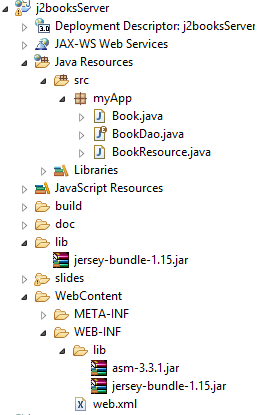 j2booksServer
Deployment Descriptor: j2booksServer
JAX-WS Web Services
Java Resources
src
myApp
Book.java
BookDao.java
BookResource.java
Libraries
JavaScript Resources
build
doc
lib
jersey-bundle-1.15.jar
slides
WebContent
META-INF
WEB-INF
lib
asm-3.3.1.jar
jersey-bundle-1.15.jar
web.xml